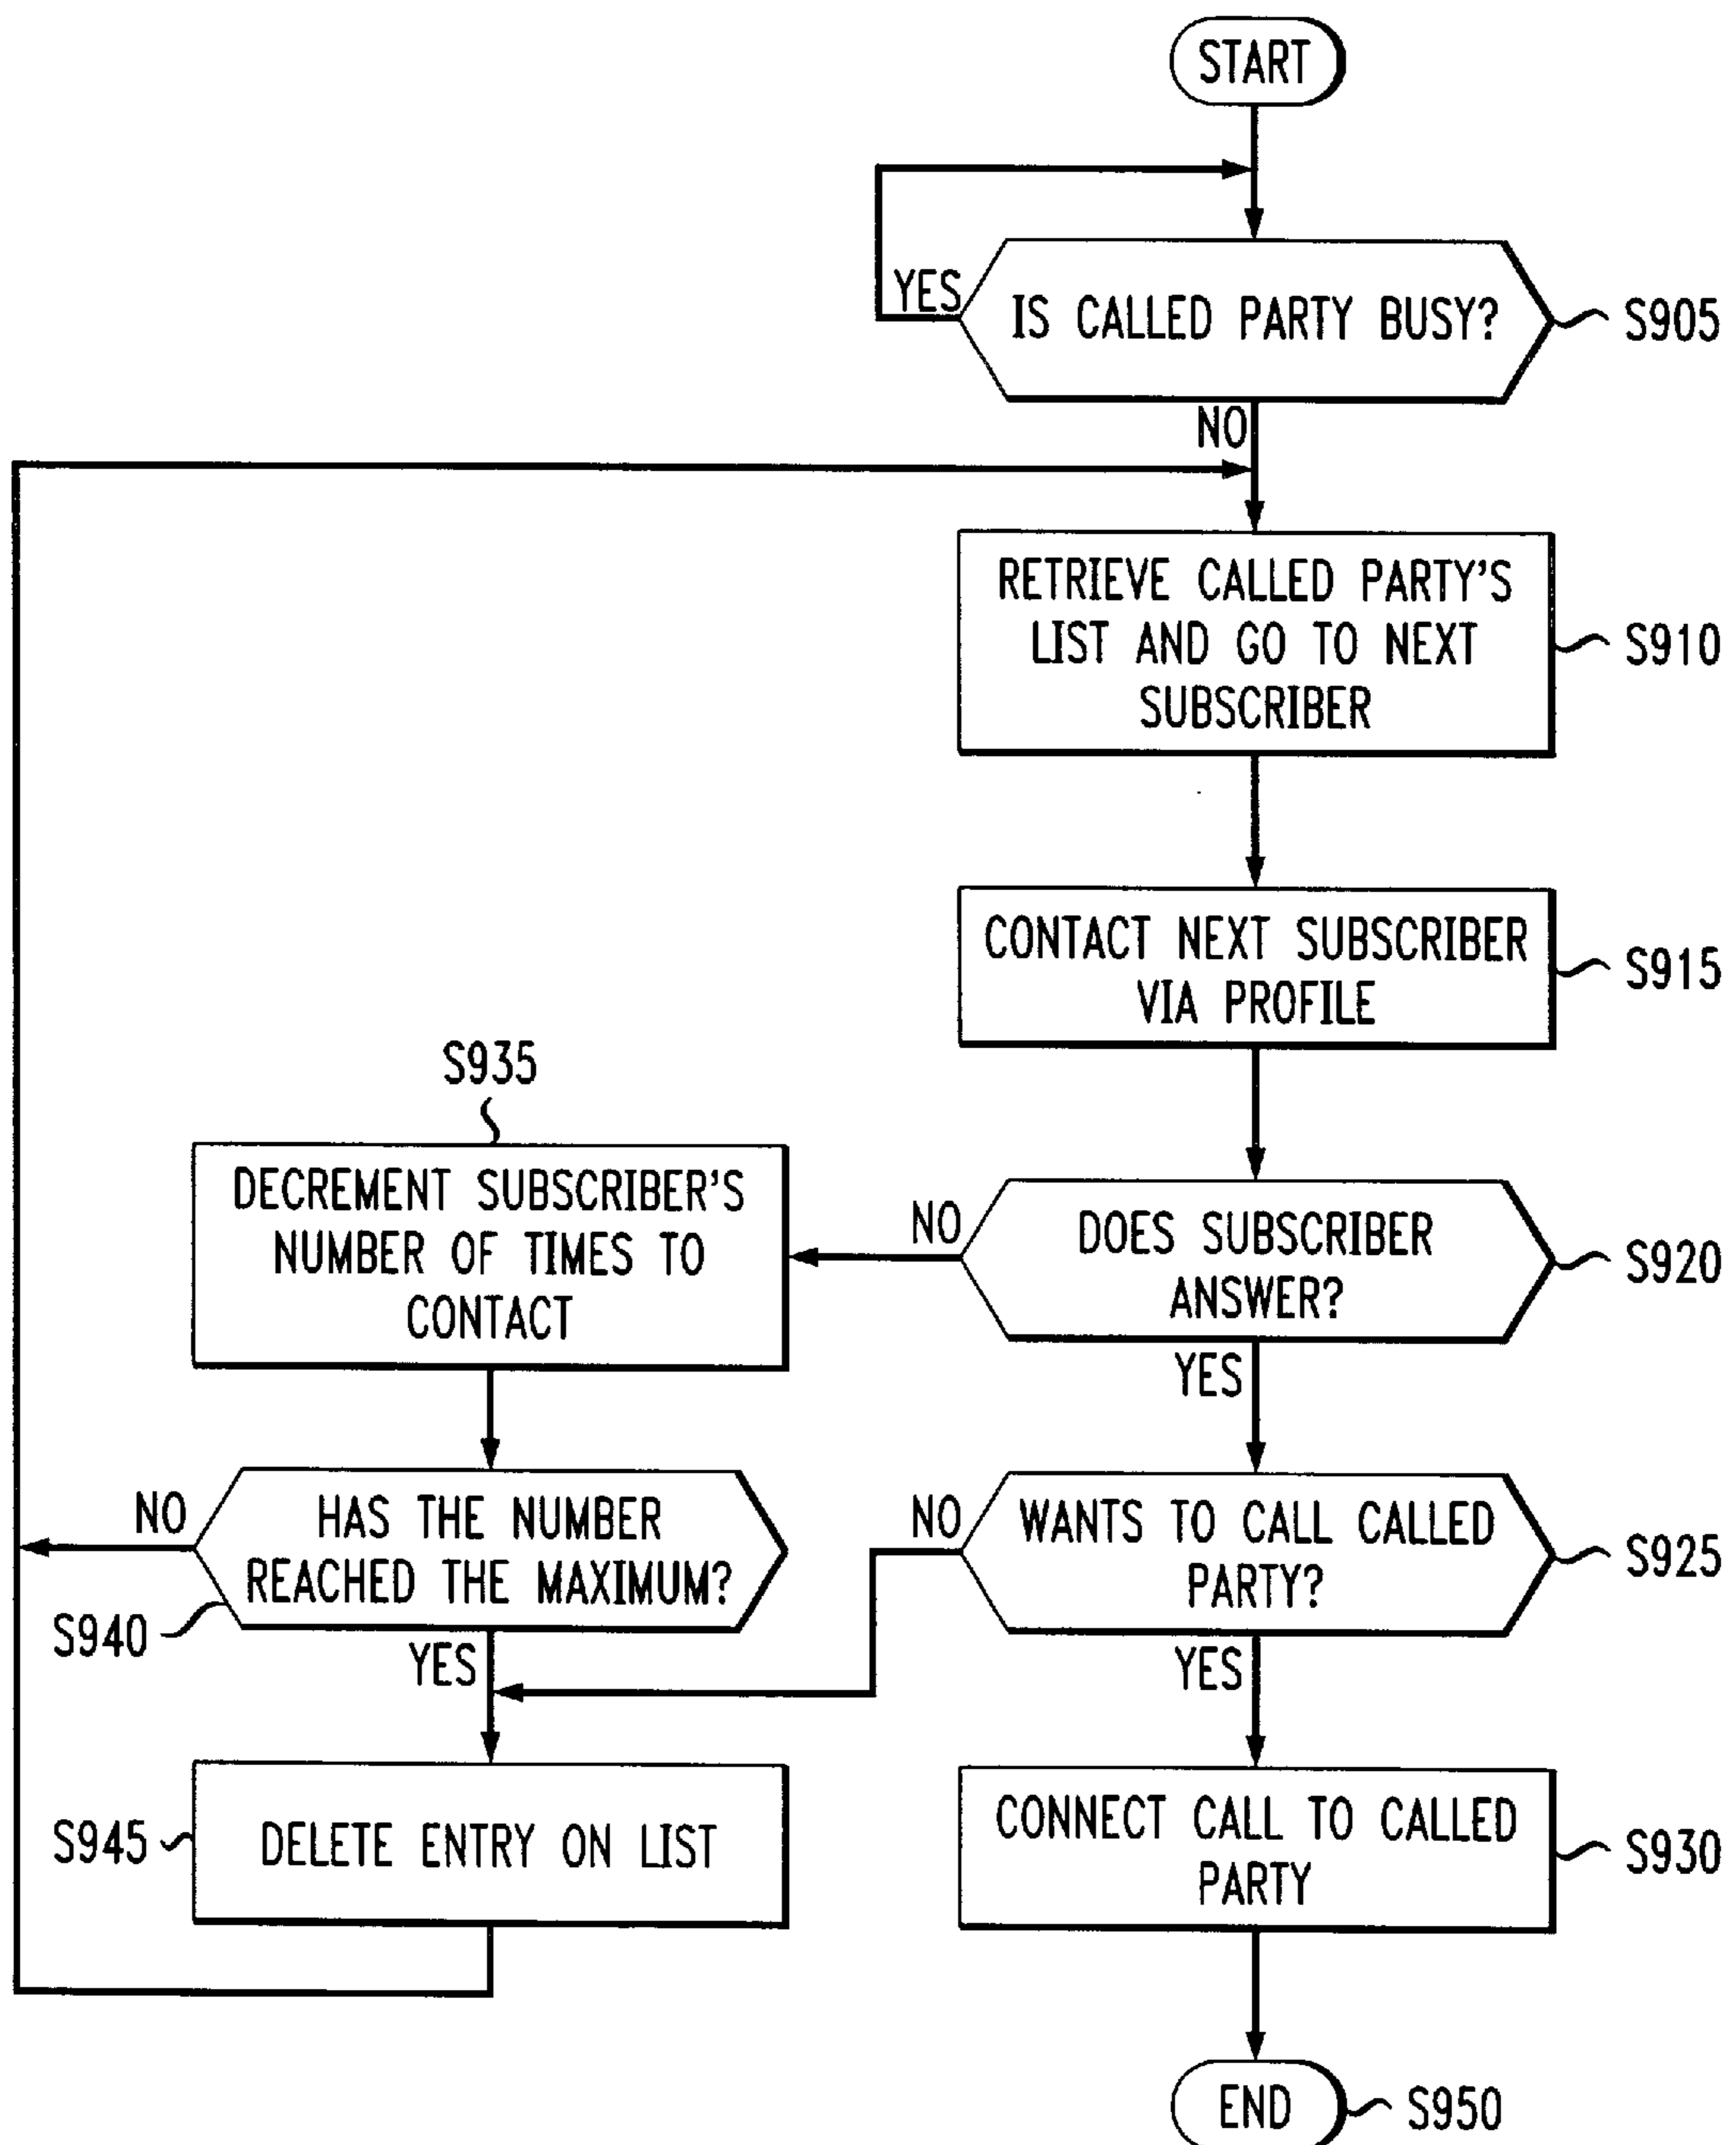 START
YES
IS CALLED PARTY BUSY?
S905
NO
RETRIEVE CALLED PARTY'S
LIST AND GO TO NEXT
SUBSCRIBER
S910
CONTACT NEXT SUBSCRIBER
VIA PROFILE
S915
S935
DECREMENT SUBSCRIBER'S
NUMBER OF TIMES TO
CONTACT
NO
DOES SUBSCRIBER
ANSWER?
S920
YES
NO
HAS THE NUMBER
REACHED THE MAXIMUM?
S940
YES
NO
WANTS TO CALL CALLED
PARTY?
S925
YES
S945
DELETE ENTRY ON LIST
CONNECT CALL TO CALLED
PARTY
S930
END
S950